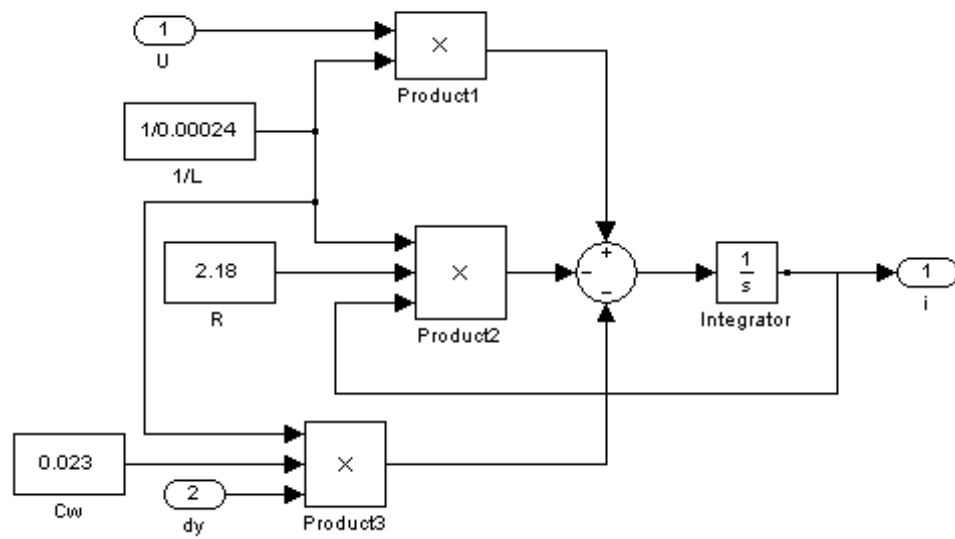 1
U
×
Product1
1/0.00024
1/L
2.18
R
×
Product2
+
−
−
1
s
Integrator
1
i
0.023
Cw
2
dy
×
Product3